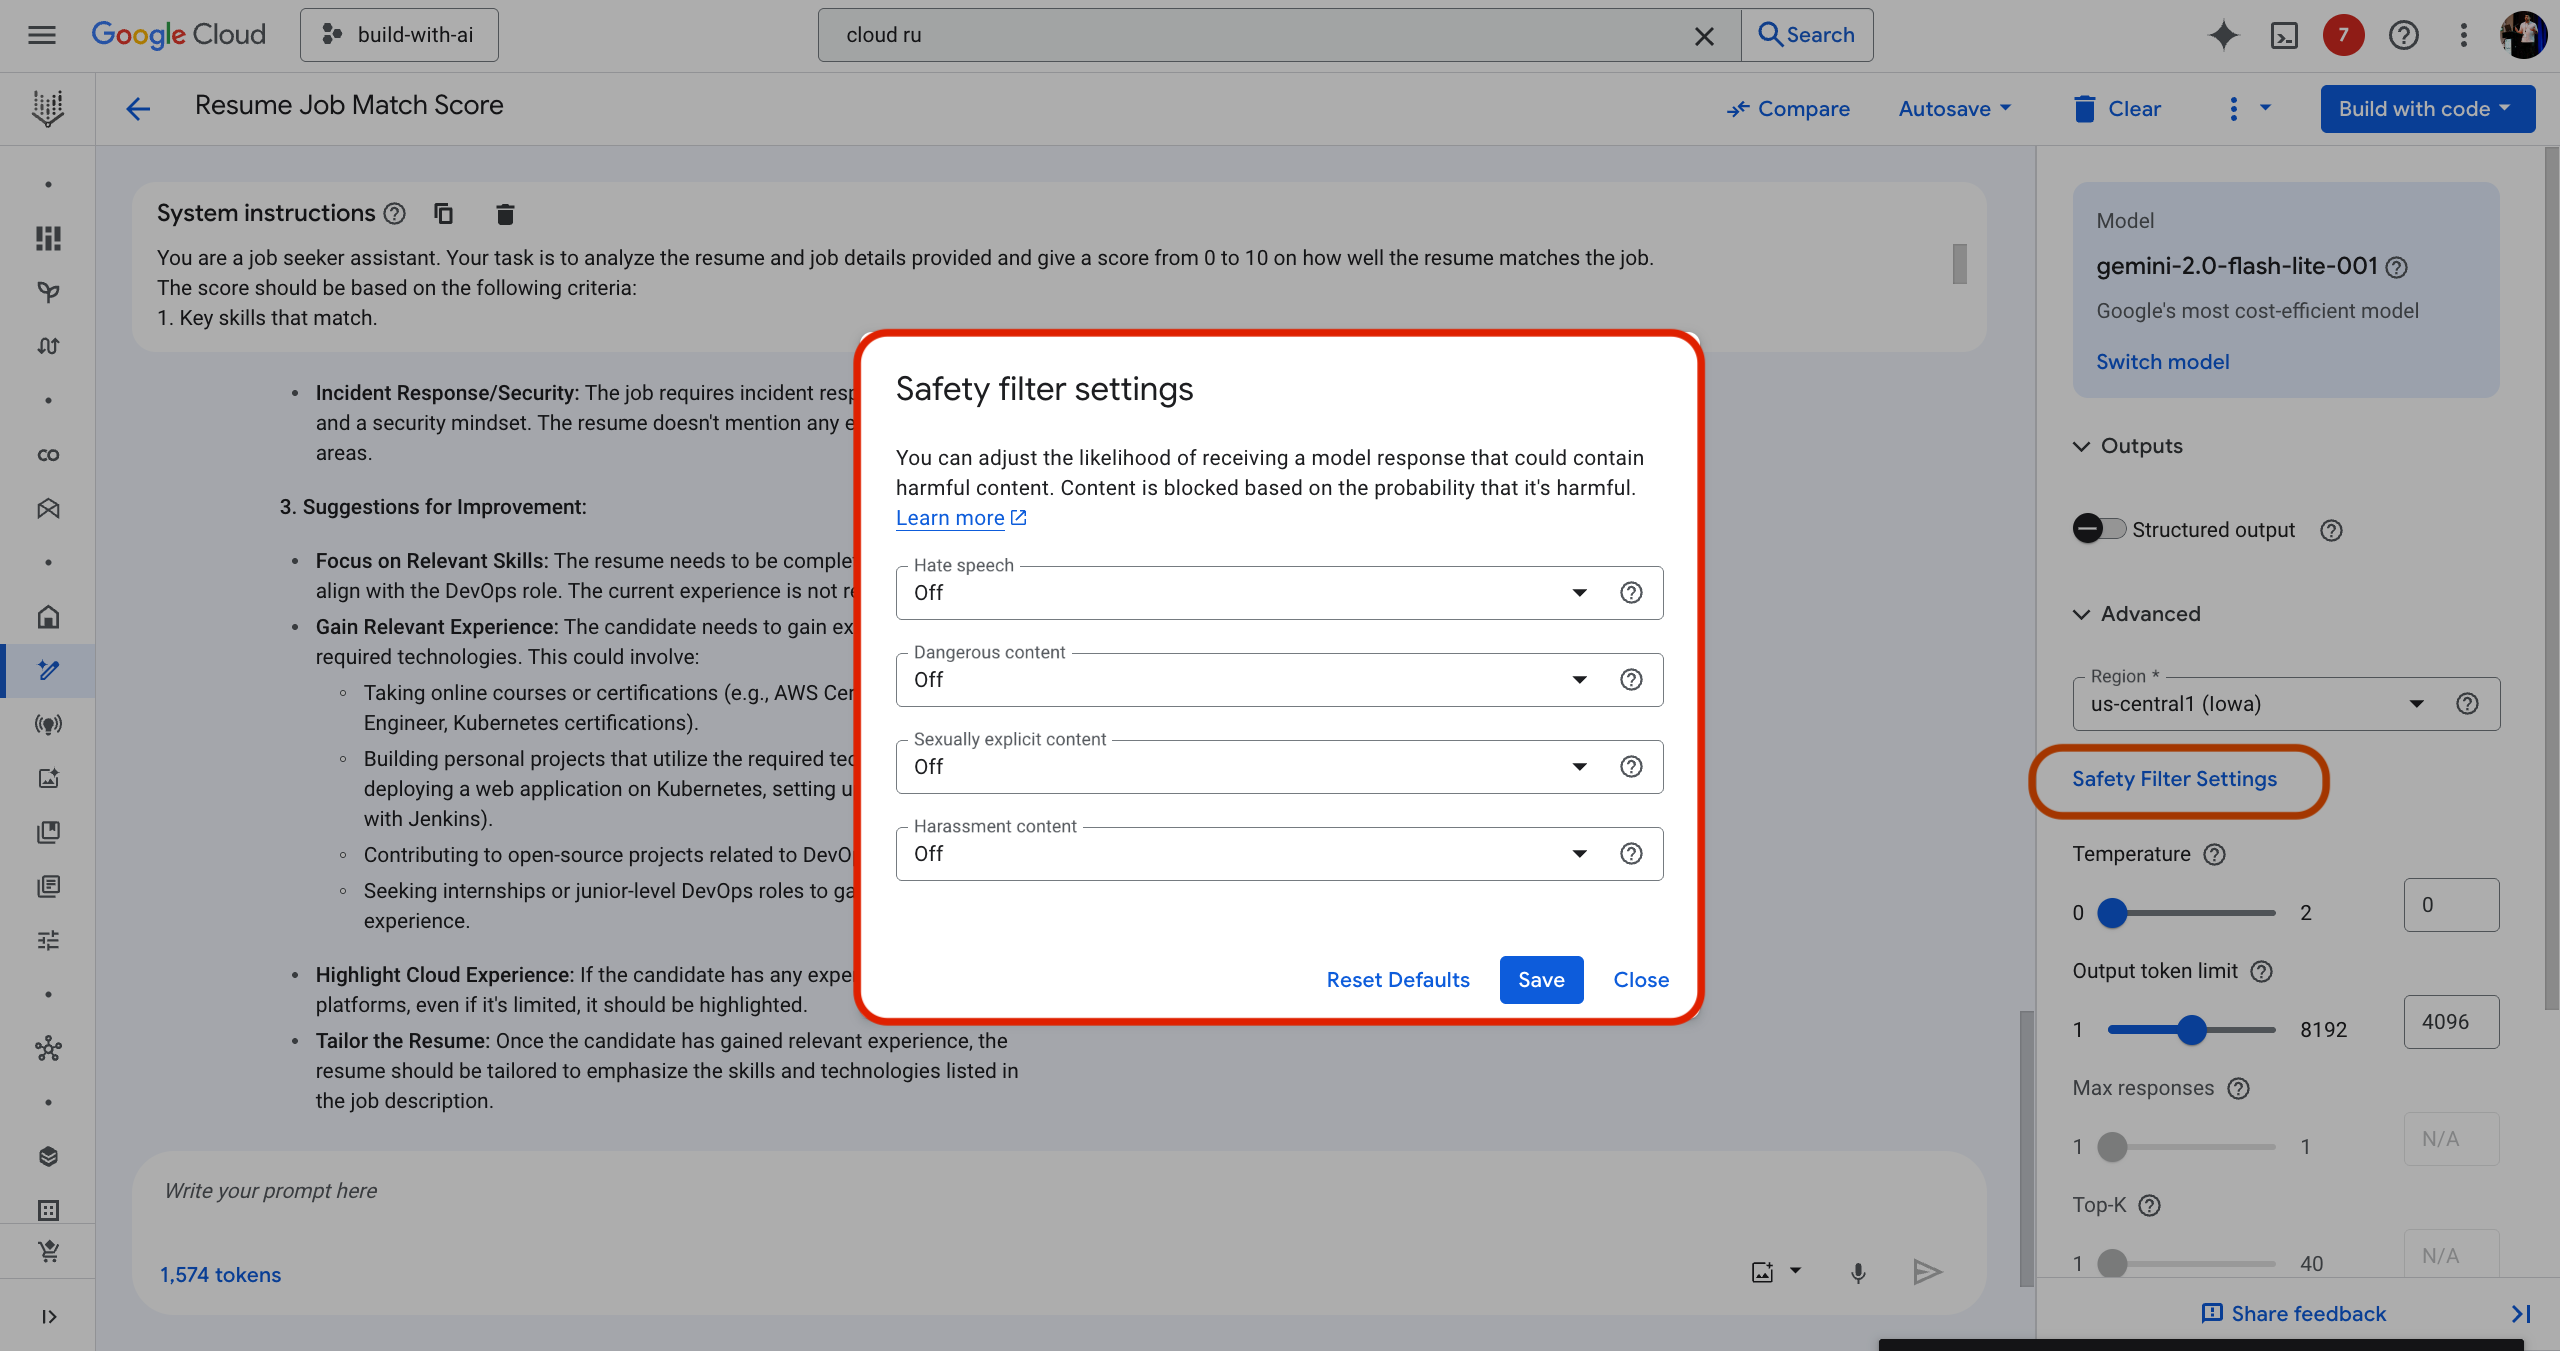 Google Cloud
build-with-ai
cloud ru
Search
7
Resume Job Match Score
Compare
Autosave
Clear
Build with code
System instructions
You are a job seeker assistant. Your task is to analyze the resume and job details provided and give a score from 0 to 10 on how well the resume matches the job.
The score should be based on the following criteria:
1. Key skills that match.
Incident Response/Security: The job requires incident resp
and a security mindset. The resume doesn't mention any e
areas.
3. Suggestions for Improvement:
Focus on Relevant Skills: The resume needs to be comple
align with the DevOps role. The current experience is not re
Gain Relevant Experience: The candidate needs to gain ex
required technologies. This could involve:
Taking online courses or certifications (e.g., AWS Cer
Engineer, Kubernetes certifications).
Building personal projects that utilize the required tec
deploying a web application on Kubernetes, setting u
with Jenkins).
Contributing to open-source projects related to DevO
Seeking internships or junior-level DevOps roles to ga
experience.
Highlight Cloud Experience: If the candidate has any expe
platforms, even if it's limited, it should be highlighted.
Tailor the Resume: Once the candidate has gained relevant experience, the
resume should be tailored to emphasize the skills and technologies listed in
the job description.
Write your prompt here
1,574 tokens
Safety filter settings
You can adjust the likelihood of receiving a model response that could contain
harmful content. Content is blocked based on the probability that it's harmful.
Learn more
Hate speech
Off
Dangerous content
Off
Sexually explicit content
Off
Harassment content
Off
Reset Defaults
Save
Close
Model
gemini-2.0-flash-lite-001
Google's most cost-efficient model
Switch model
Outputs
Structured output
Advanced
Region *
us-central1 (Iowa)
Safety Filter Settings
Temperature
0 2 0
Output token limit
1 8192 4096
Max responses
1 1 N/A
Top-K
1 40 N/A
Share feedback